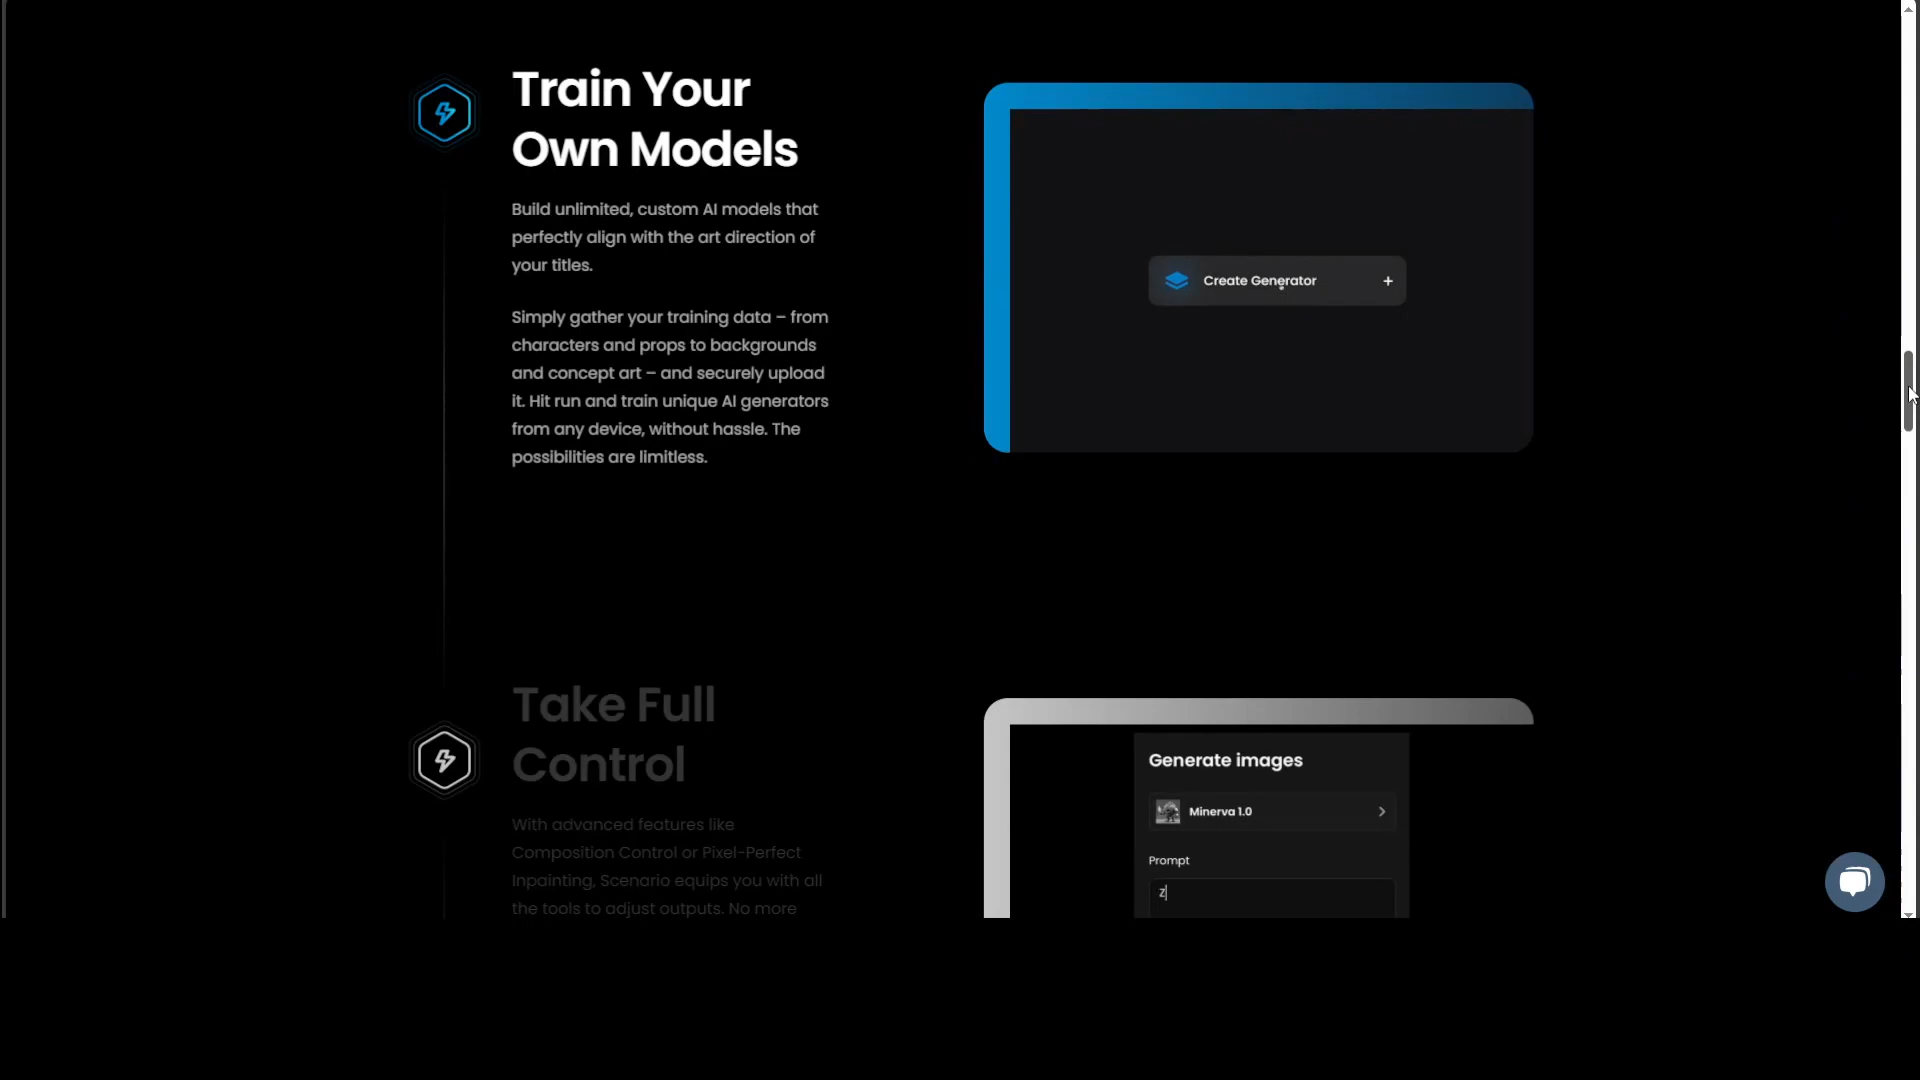 Train Your
Own Models
Build unlimited, custom AI models that
perfectly align with the art direction of
your titles.
Simply gather your training data – from
characters and props to backgrounds
and concept art – and securely upload
it. Hit run and train unique AI generators
from any device, without hassle. The
possibilities are limitless.
Create Generator +
Take Full
Control
With advanced features like
Composition Control or Pixel-Perfect
Inpainting, Scenario equips you with all
the tools to adjust outputs. No more
Generate images
Minerva 1.0
Prompt
Z